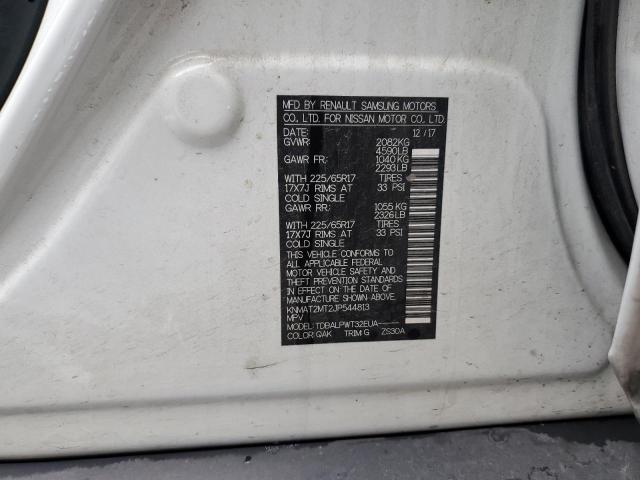 MFD BY RENAULT SAMSUNG MOTORS
CO., LTD. FOR NISSAN MOTOR CO., LTD.
DATE: 12/17
GVWR: 2082KG
4590LB
GAWR FR: 1040KG
2293LB
WITH 225/65R17 TIRES
17X7J RIMS AT 33 PSI
COLD SINGLE
GAWR RR: 1055KG
2326LB
WITH 225/65R17 TIRES
17X7J RIMS AT 33 PSI
COLD SINGLE
THIS VEHICLE CONFORMS TO
ALL APPLICABLE FEDERAL
MOTOR VEHICLE SAFETY AND
THEFT PREVENTION STANDARDS
IN EFFECT ON THE DATE OF
MANUFACTURE SHOWN ABOVE.
KNMAT2MT2JP544813
MPV
MODEL: TDBALPWT32EUA-----
COLOR: QAK TRIM: G ZS30A